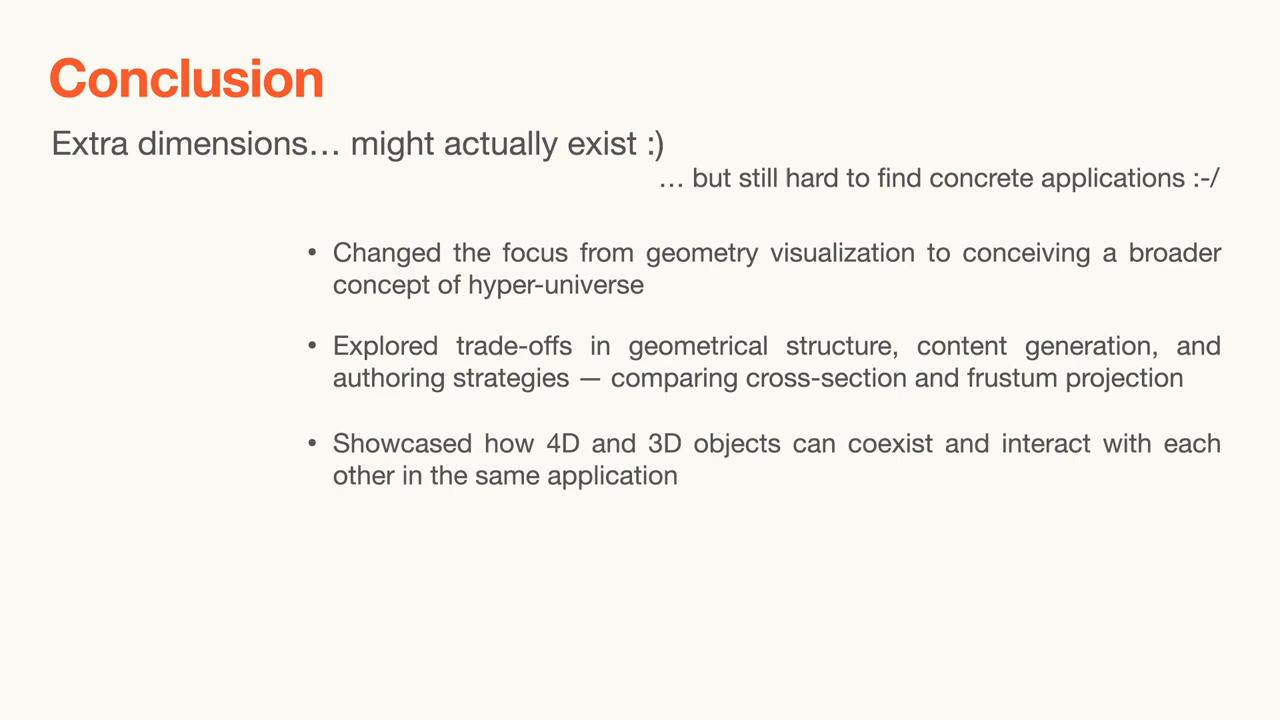 Conclusion
Extra dimensions… might actually exist :)
… but still hard to find concrete applications :-/
• Changed the focus from geometry visualization to conceiving a broader
concept of hyper-universe
• Explored trade-offs in geometrical structure, content generation, and
authoring strategies — comparing cross-section and frustum projection
• Showcased how 4D and 3D objects can coexist and interact with each
other in the same application